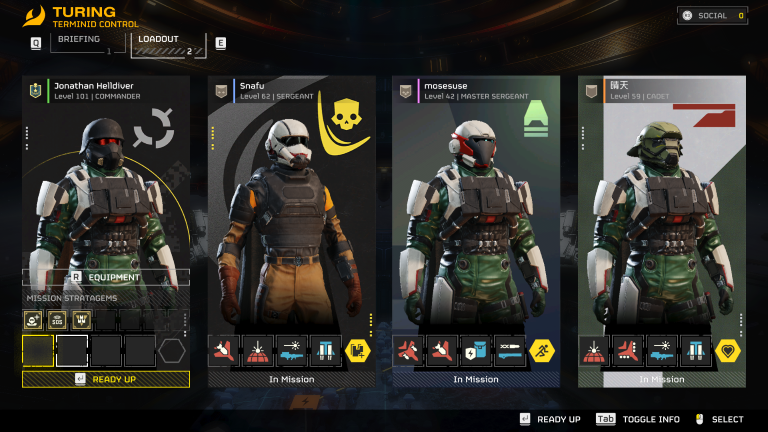 TURING
TERMINID CONTROL
SOCIAL 0
Q
BRIEFING
1
LOADOUT
2
E
Jonathan Helldiver
Level 101 | COMMANDER
Snafu
Level 62 | SERGEANT
mosesuse
Level 42 | MASTER SERGEANT
晴天
Level 59 | CADET
R EQUIPMENT
MISSION STRATAGEMS
SOS
READY UP
In Mission
In Mission
In Mission
READY UP
Tab TOGGLE INFO
SELECT